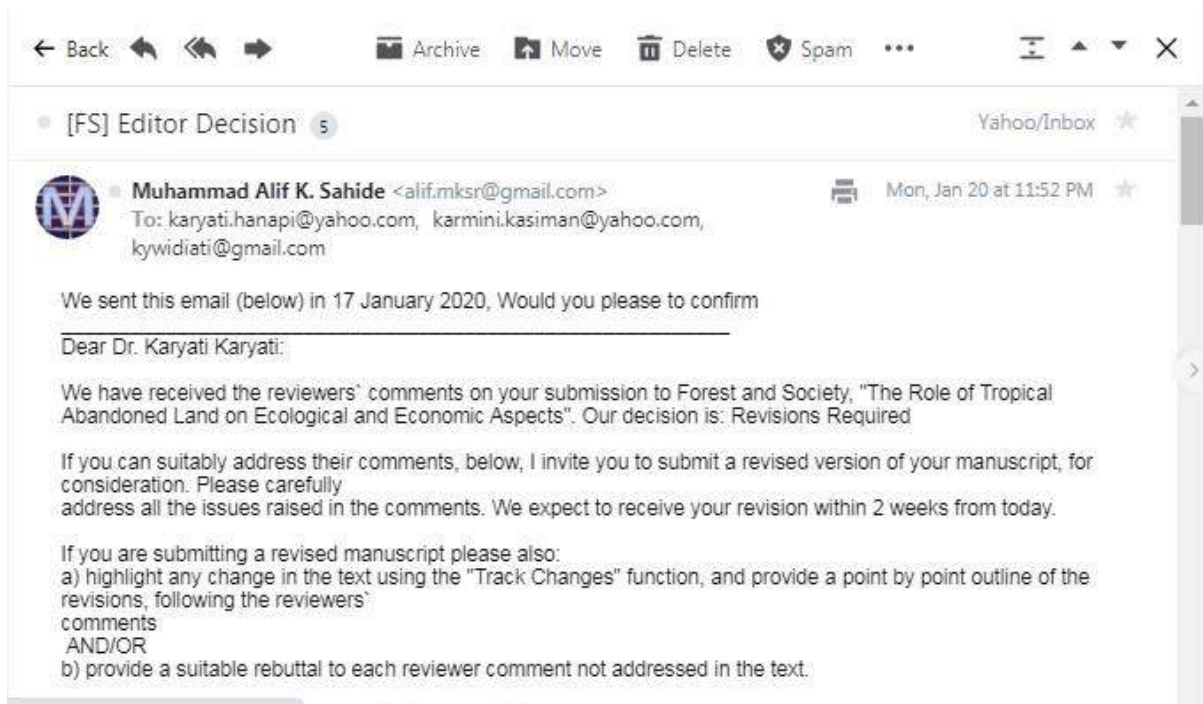 ← Back Archive Move Delete Spam •••
[FS] Editor Decision 5 Yahoo/Inbox
M
Muhammad Alif K. Sahide <alif.mksr@gmail.com> Mon, Jan 20 at 11:52 PM
To: karyati.hanapi@yahoo.com, karmini.kasiman@yahoo.com,
kywidiati@gmail.com
We sent this email (below) in 17 January 2020, Would you please to confirm
Dear Dr. Karyati Karyati:
We have received the reviewers` comments on your submission to Forest and Society, "The Role of Tropical
Abandoned Land on Ecological and Economic Aspects". Our decision is: Revisions Required
If you can suitably address their comments, below, I invite you to submit a revised version of your manuscript, for
consideration. Please carefully
address all the issues raised in the comments. We expect to receive your revision within 2 weeks from today.
If you are submitting a revised manuscript please also:
a) highlight any change in the text using the "Track Changes" function, and provide a point by point outline of the
revisions, following the reviewers`
comments
AND/OR
b) provide a suitable rebuttal to each reviewer comment not addressed in the text.